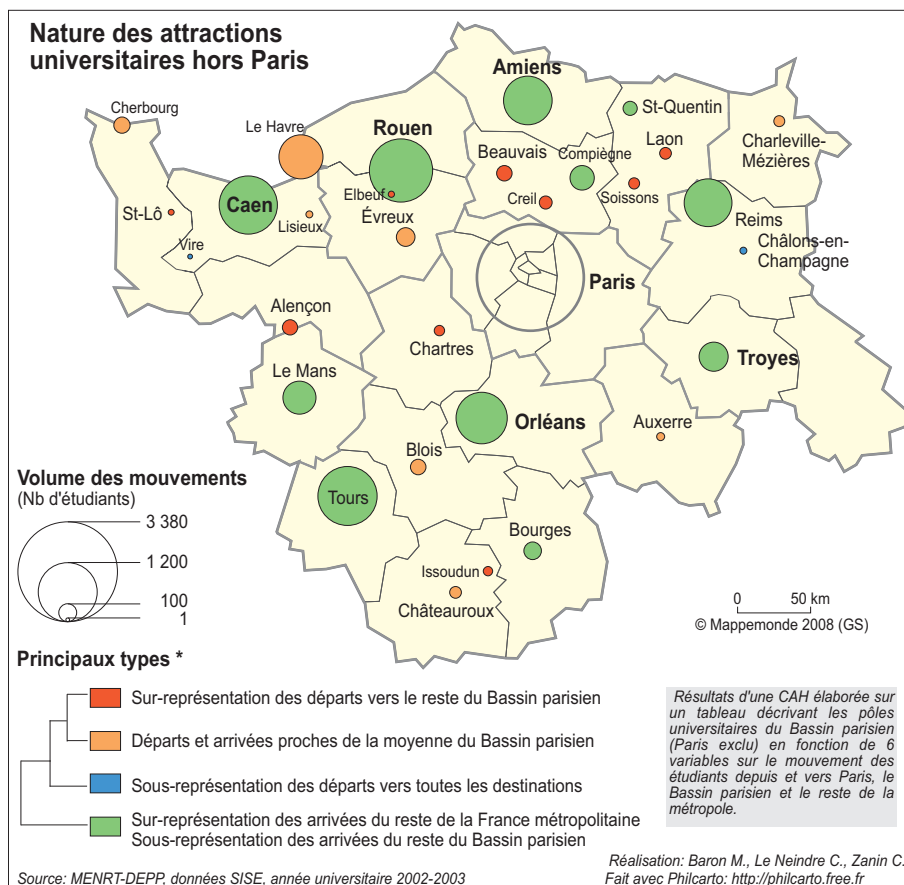 Nature des attractions
universitaires hors Paris
Cherbourg
Le Havre
Rouen
Amiens
St-Quentin
Laon
Charleville-
Mézières
Beauvais
Compiègne
Elbeuf
Creil
Soissons
St-Lô
Caen
Lisieux
Évreux
Reims
Vire
Châlons-en-
Champagne
Paris
Alençon
Chartres
Troyes
Le Mans
Orléans
Auxerre
Blois
Tours
Bourges
Issoudun
Châteauroux
Volume des mouvements
(Nb d'étudiants)
3 380
1 200
100
1
0 50 km
© Mappemonde 2008 (GS)
Principaux types *
Sur-représentation des départs vers le reste du Bassin parisien
Départs et arrivées proches de la moyenne du Bassin parisien
Sous-représentation des départs vers toutes les destinations
Sur-représentation des arrivées du reste de la France métropolitaine
Sous-représentation des arrivées du reste du Bassin parisien
Résultats d'une CAH élaborée sur
un tableau décrivant les pôles
universitaires du Bassin parisien
(Paris exclu) en fonction de 6
variables sur le mouvement des
étudiants depuis et vers Paris, le
Bassin parisien et le reste de la
métropole.
Source: MENRT-DEPP, données SISE, année universitaire 2002-2003
Réalisation: Baron M., Le Neindre C., Zanin C.
Fait avec Philcarto: http://philcarto.free.fr